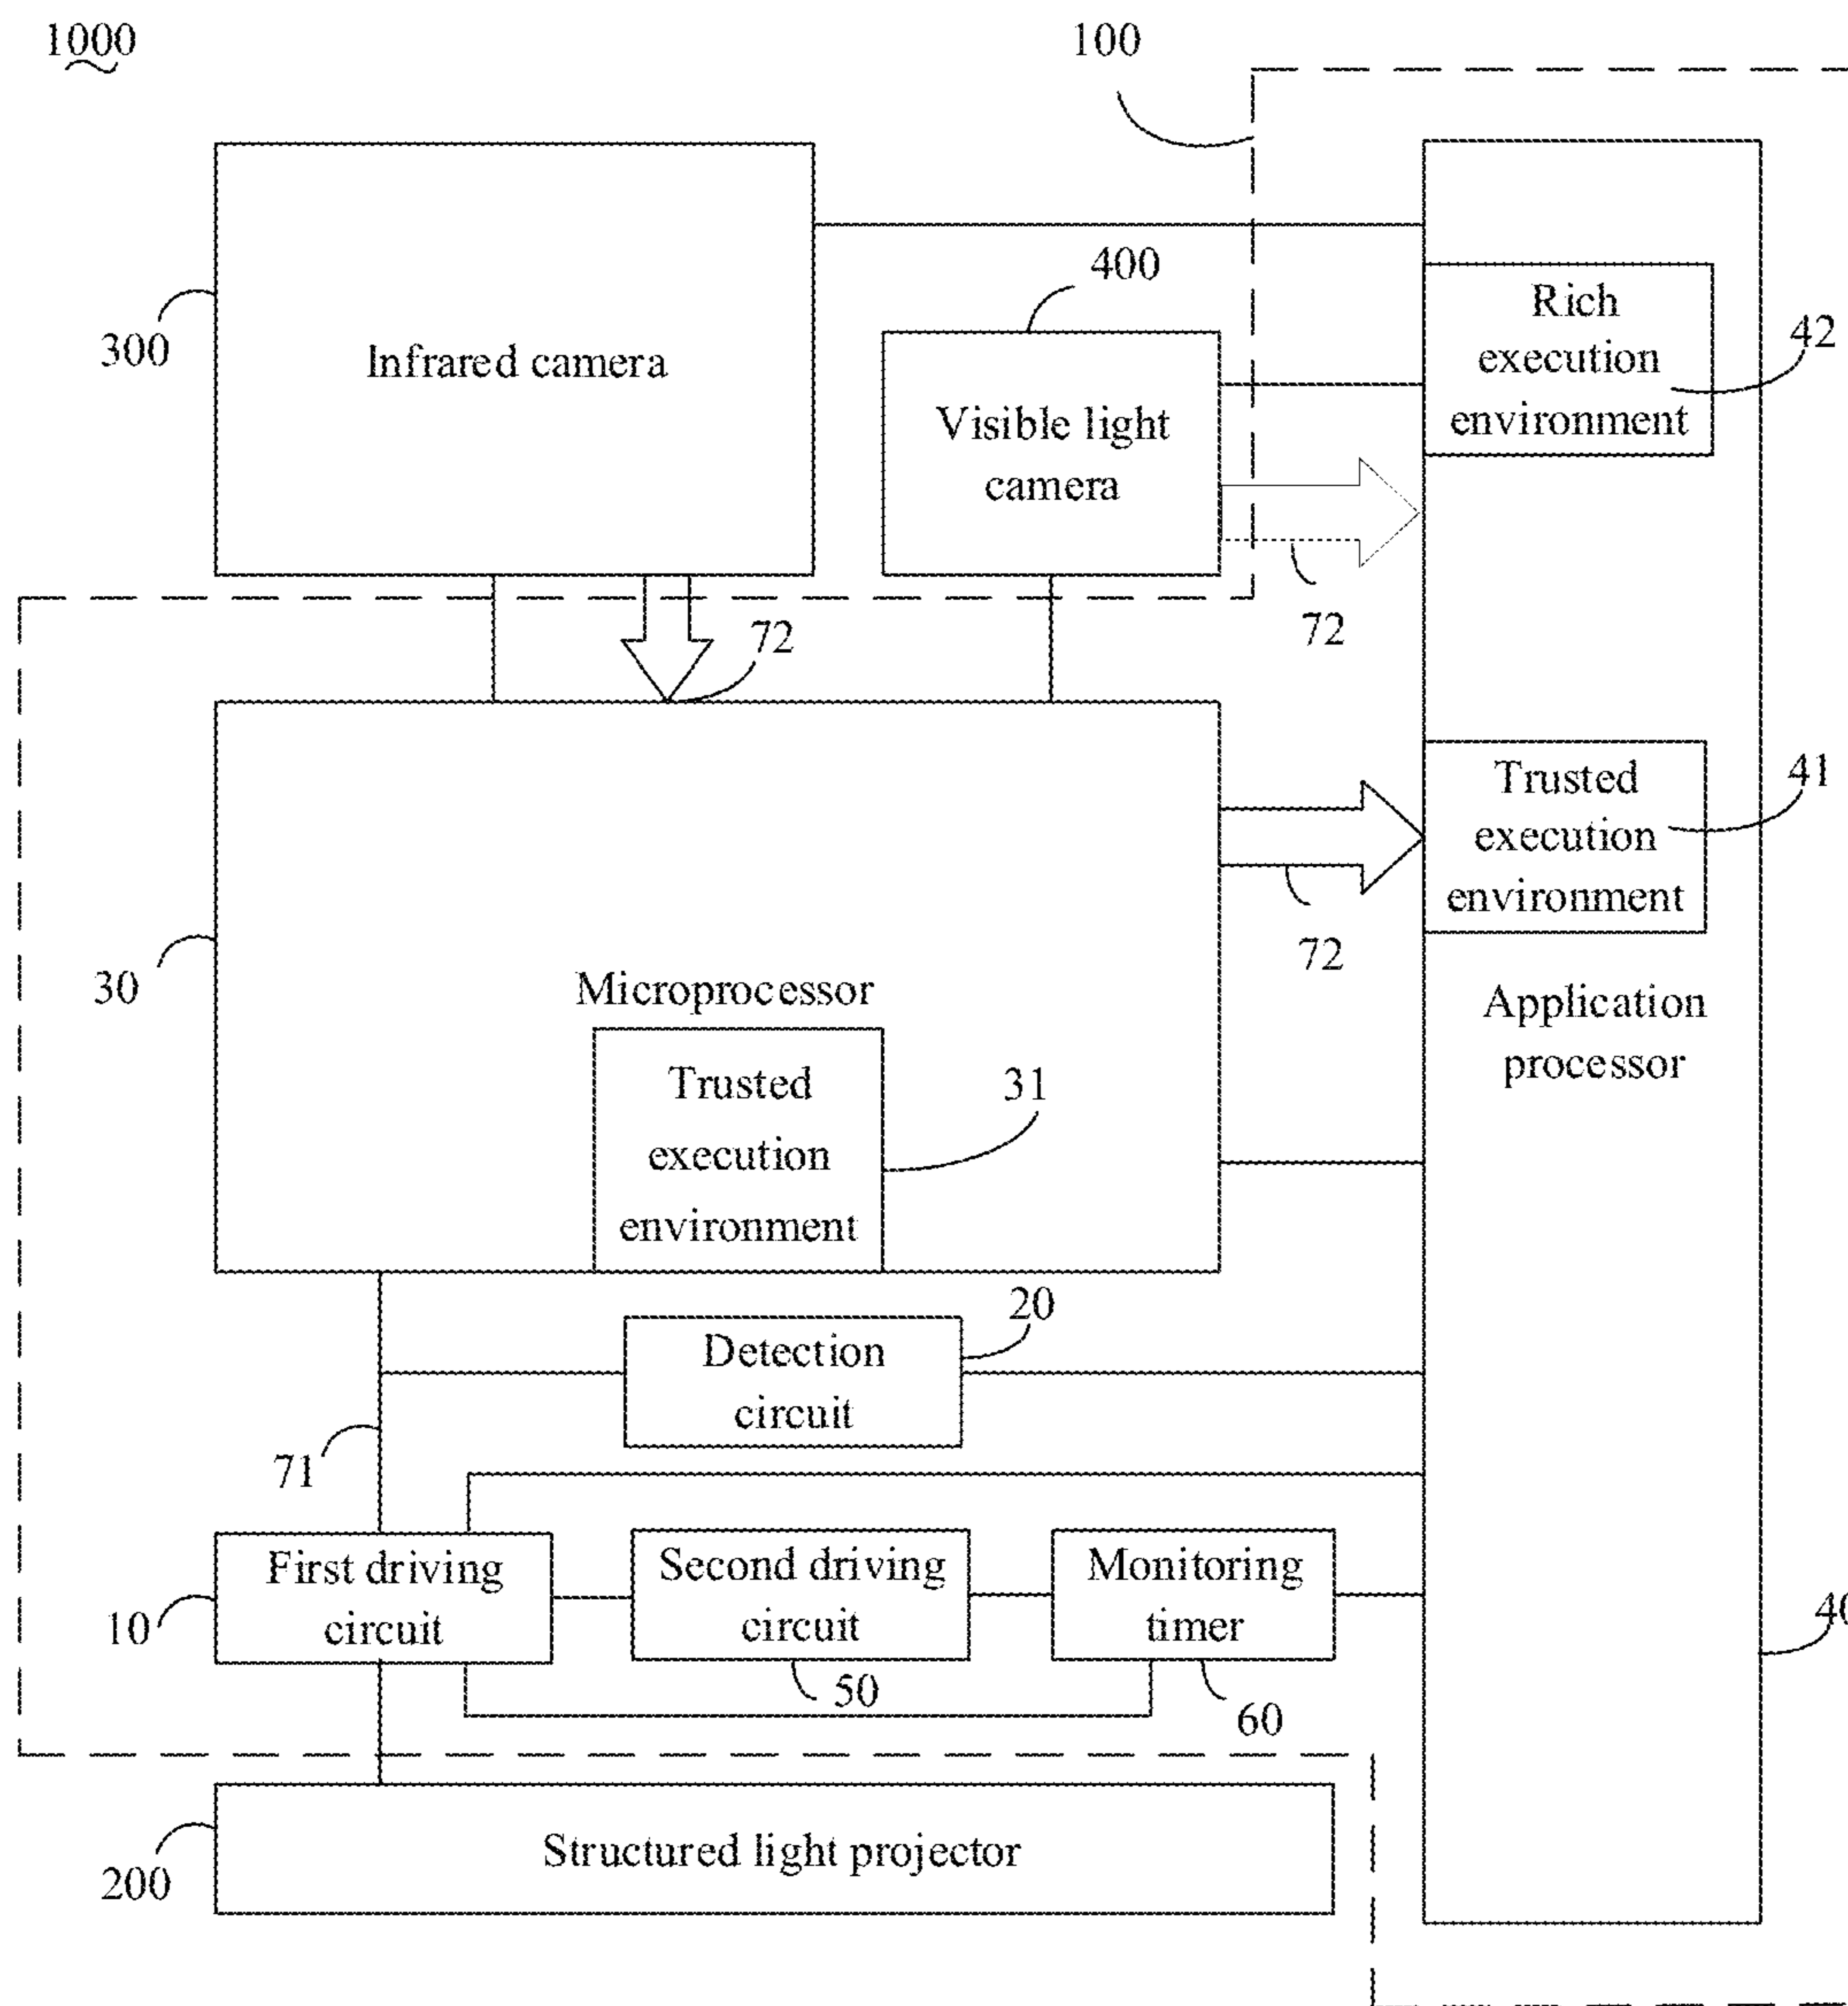 1000
100
300
Infrared camera
400
Visible light
camera
Rich
execution
environment
42
72
72
Trusted
execution
environment
41
72
30
Microprocessor
Trusted
execution
environment
31
Application
processor
20
Detection
circuit
71
First driving
circuit
10
Second driving
circuit
50
Monitoring
timer
60
40
Structured light projector
200